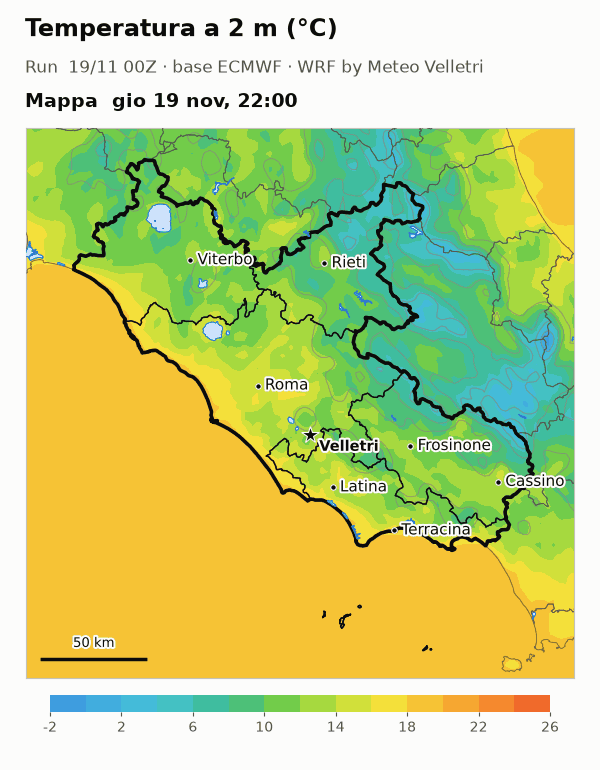 Temperatura a 2 m (°C)
Run  19/11 00Z · base ECMWF · WRF by Meteo Velletri
Mappa  gio 19 nov, 22:00
Viterbo
Rieti
Roma
Velletri
Frosinone
Cassino
Latina
Terracina
50 km
-2 2 6 10 14 18 22 26